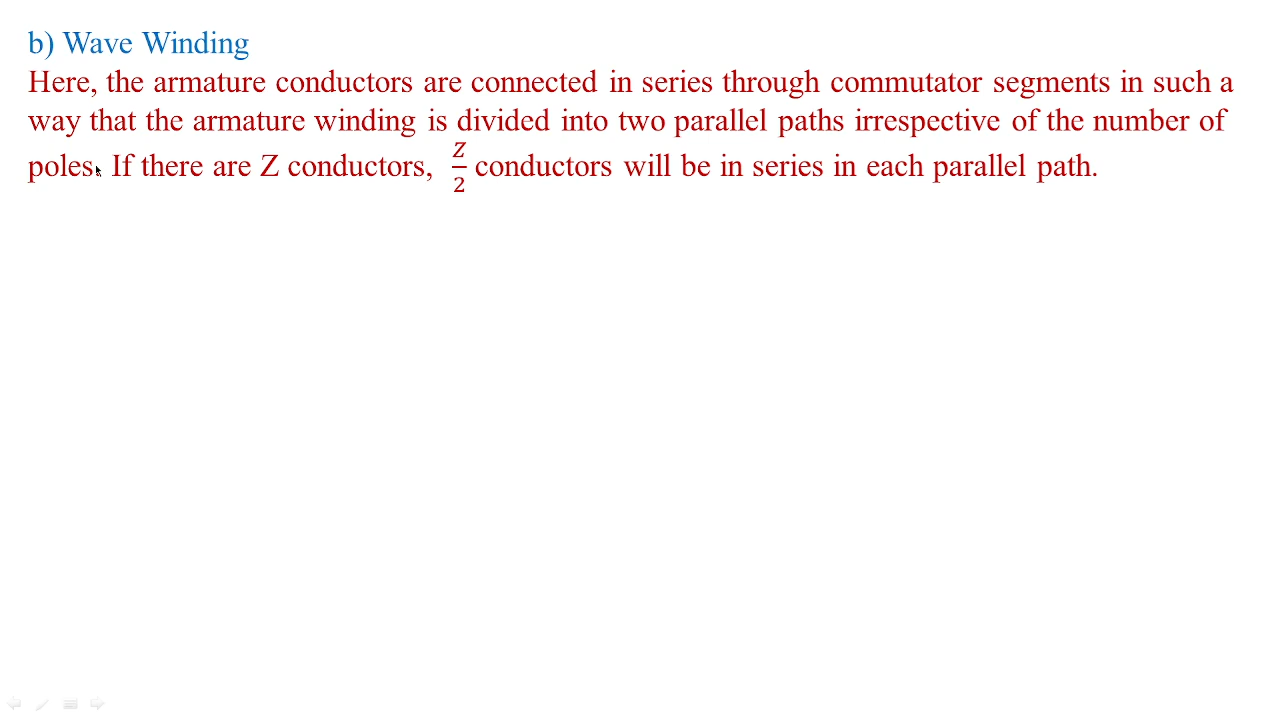 b) Wave Winding
Here, the armature conductors are connected in series through commutator segments in such a
way that the armature winding is divided into two parallel paths irrespective of the number of
poles. If there are Z conductors, Z/2 conductors will be in series in each parallel path.